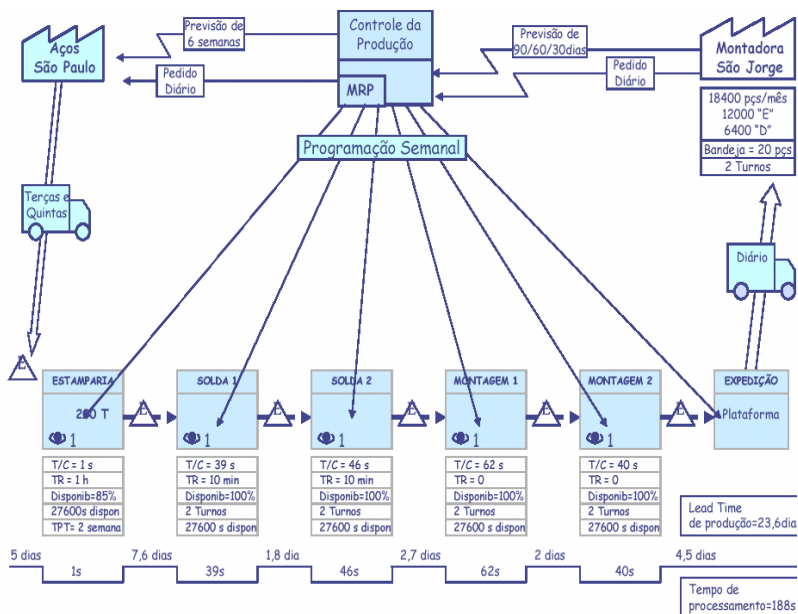 Aços
São Paulo
Previsão de
6 semanas
Pedido
Diário
Controle da
Produção
MRP
Previsão de
90/60/30dias
Pedido
Diário
Montadora
São Jorge
18400 pçs/mês
12000 "E"
6400 "D"
Bandeja = 20 pçs
2 Turnos
Programação Semanal
Terças e
Quintas
Diário
E
ESTAMPARIA
200 T
1
T/C = 1 s
TR = 1 h
Disponib=85%
27600s dispon
TPT= 2 semana
E
SOLDA 1
1
T/C = 39 s
TR = 10 min
Disponib=100%
2 Turnos
27600 s dispon
E
SOLDA 2
1
T/C = 46 s
TR = 10 min
Disponib=100%
2 Turnos
27600 s dispon
E
MONTAGEM 1
1
T/C = 62 s
TR = 0
Disponib=100%
2 Turnos
27600 s dispon
E
MONTAGEM 2
1
T/C = 40 s
TR = 0
Disponib=100%
2 Turnos
27600 s dispon
E
EXPEDIÇÃO
Plataforma
Lead Time
de produção=23,6dia
5 dias
1s
7,6 dias
39s
1,8 dia
46s
2,7 dias
62s
2 dias
40s
4,5 dias
Tempo de
processamento=188s